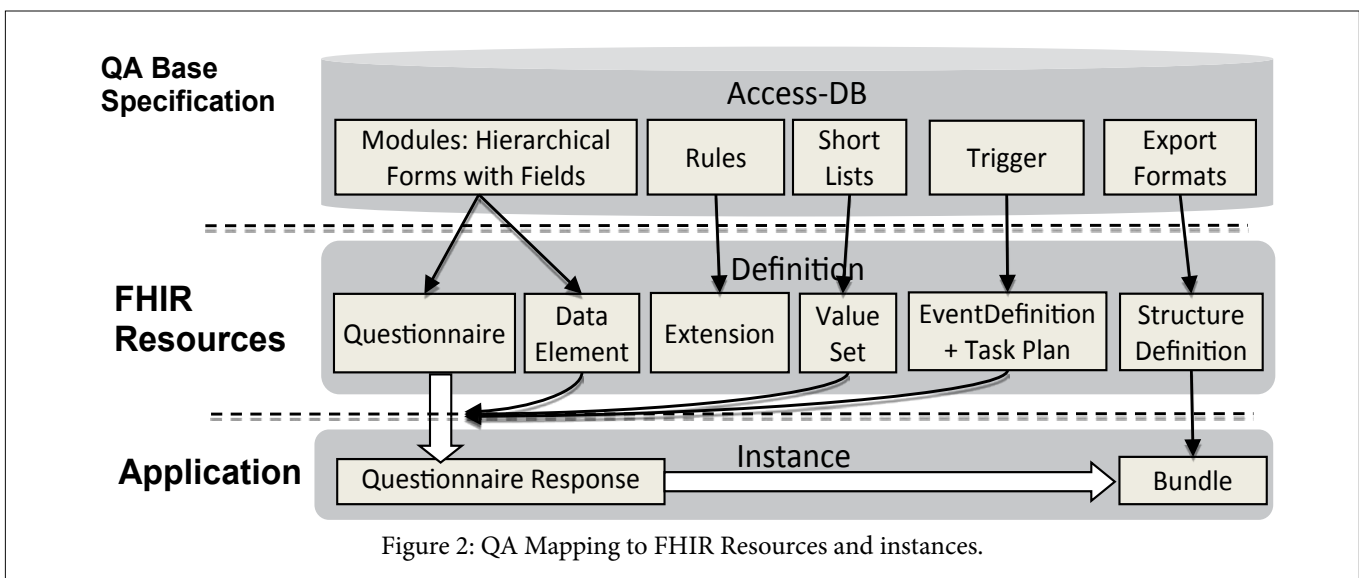 QA Base
Specification
Access-DB
Modules: Hierarchical
Forms with Fields
Rules
Short
Lists
Trigger
Export
Formats
FHIR
Resources
Definition
Questionnaire
Data
Element
Extension
Value
Set
EventDefinition
+ Task Plan
Structure
Definition
Application
Instance
Questionnaire Response
Bundle
Figure 2: QA Mapping to FHIR Resources and instances.